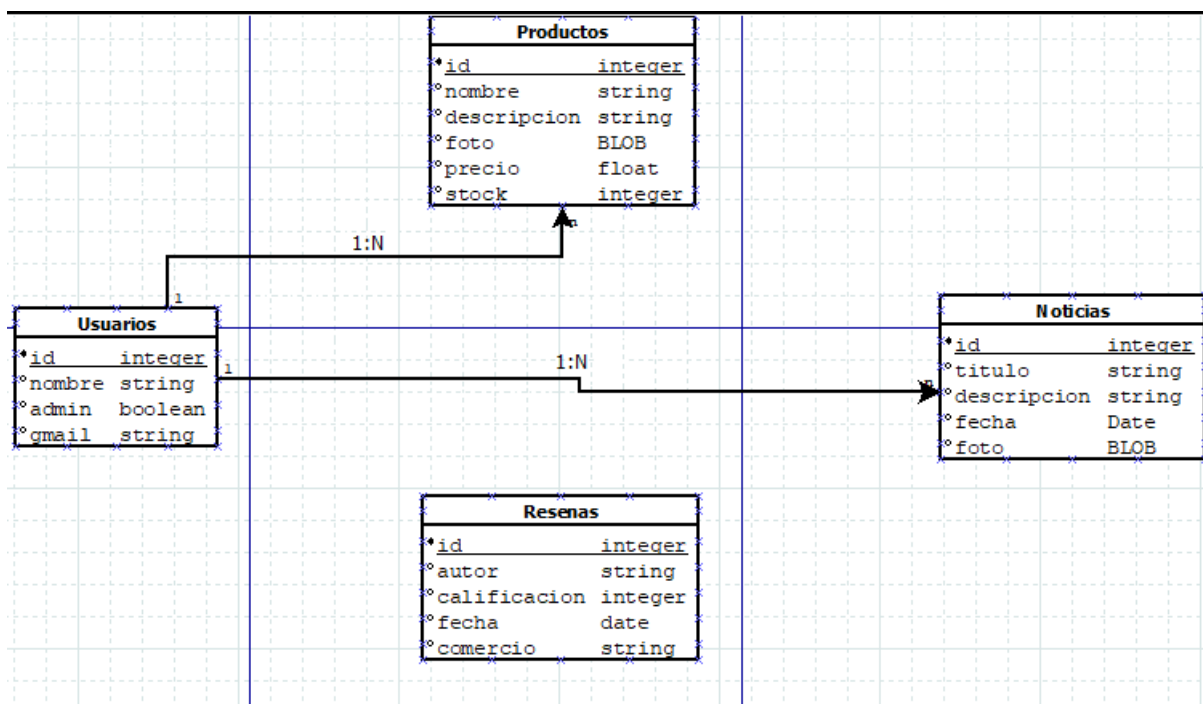 Productos
id integer
nombre string
descripcion string
foto BLOB
precio float
stock integer
n
1:N
1
Usuarios
id integer
nombre string
admin boolean
gmail string
1
1:N
n
Noticias
id integer
titulo string
descripcion string
fecha Date
foto BLOB
Resenas
id integer
autor string
calificacion integer
fecha date
comercio string